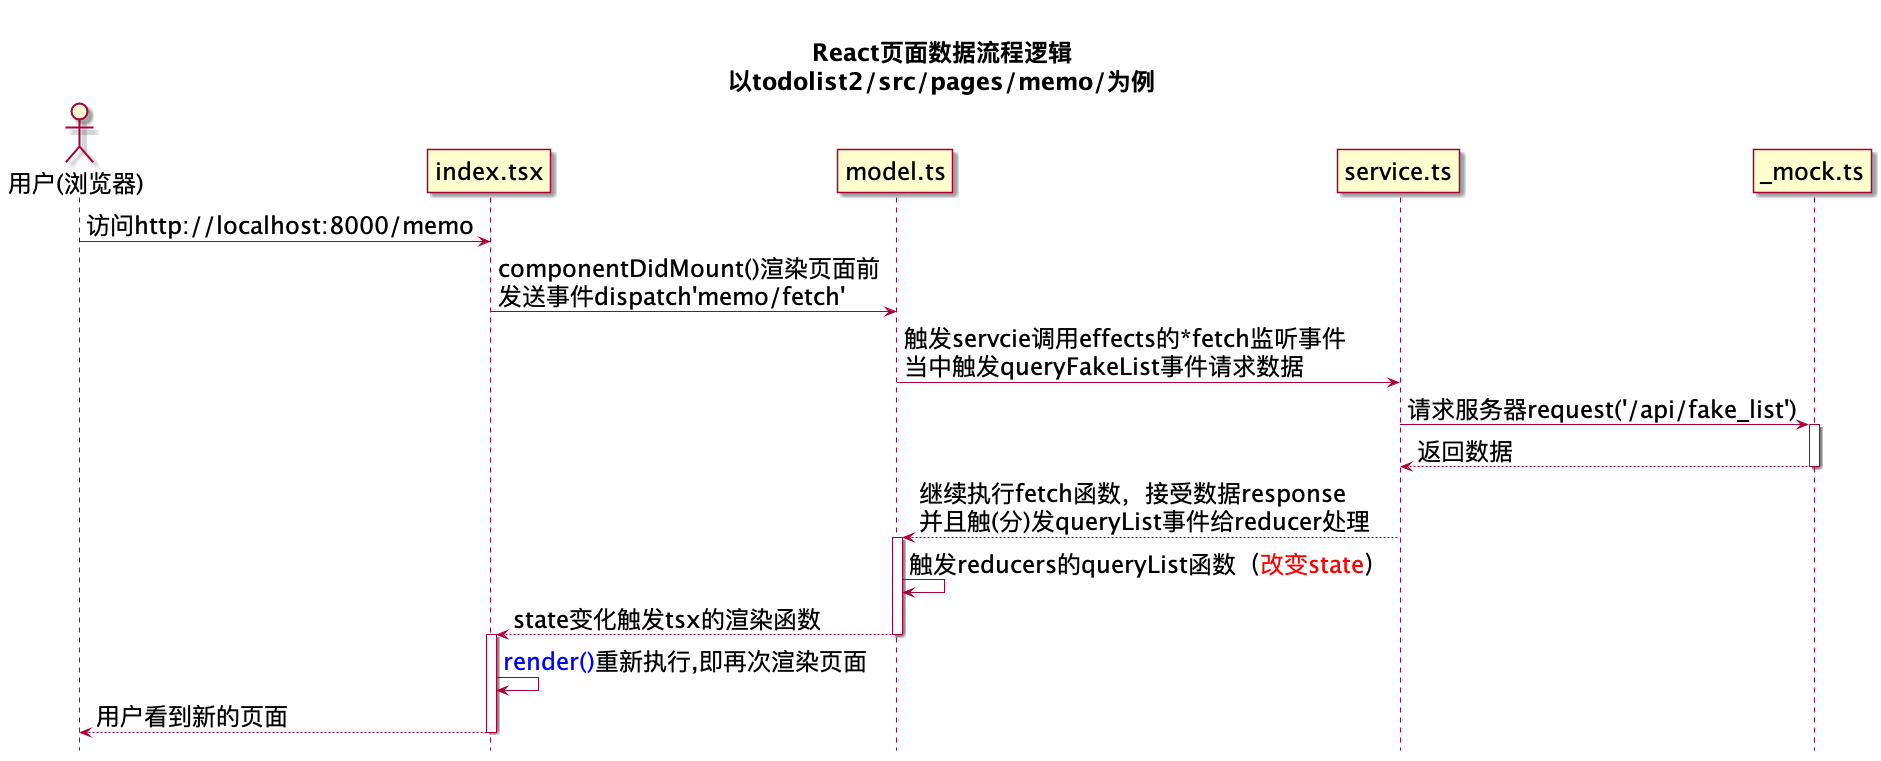 React页面数据流程逻辑
以todolist2/src/pages/memo/为例
用户(浏览器)
index.tsx
model.ts
service.ts
_mock.ts
访问http://localhost:8000/memo
componentDidMount()渲染页面前
发送事件dispatch'memo/fetch'
触发servcie调用effects的*fetch监听事件
当中触发queryFakeList事件请求数据
请求服务器request('/api/fake_list')
返回数据
继续执行fetch函数，接受数据response
并且触(分)发queryList事件给reducer处理
触发reducers的queryList函数（改变state）
state变化触发tsx的渲染函数
render()重新执行,即再次渲染页面
用户看到新的页面